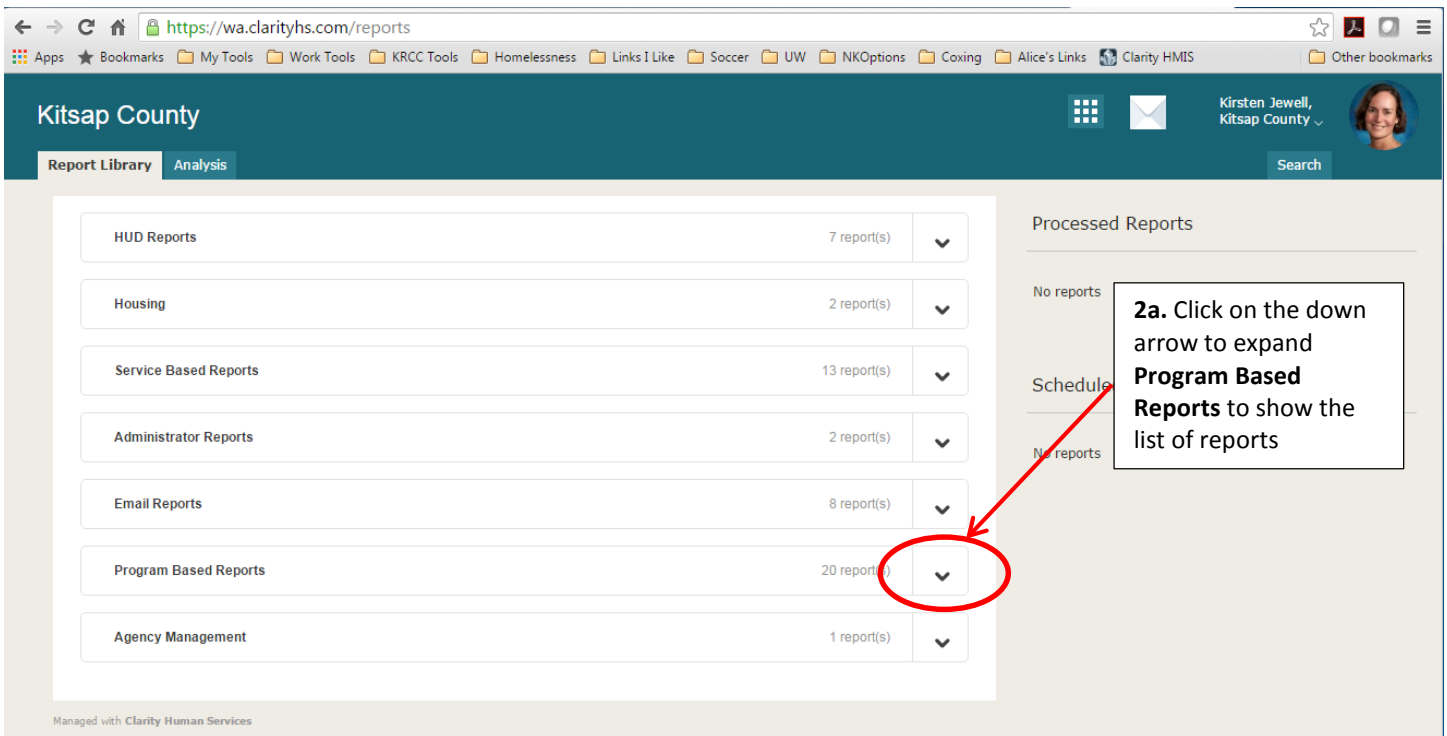 https://wa.clarityhs.com/reports
Apps Bookmarks My Tools Work Tools KRCC Tools Homelessness Links I Like Soccer UW NKOptions Coxing Alice's Links Clarity HMIS Other bookmarks
Kitsap County
Kirsten Jewell,
Kitsap County
Report Library Analysis Search
HUD Reports 7 report(s)
Housing 2 report(s)
Service Based Reports 13 report(s)
Administrator Reports 2 report(s)
Email Reports 8 report(s)
Program Based Reports 20 report(s)
Agency Management 1 report(s)
Processed Reports
No reports
Schedule
No reports
2a. Click on the down
arrow to expand
Program Based
Reports to show the
list of reports
Managed with Clarity Human Services